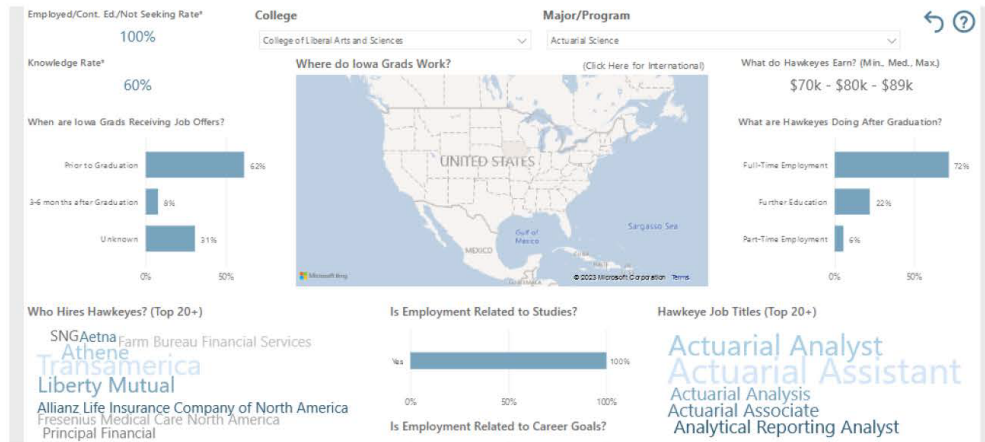 Employed/Cont. Ed./Not Seeking Rate*
100%
College
College of Liberal Arts and Sciences
Major/Program
Actuarial Science
Knowledge Rate*
60%
Where do Iowa Grads Work?
(Click Here for International)
What do Hawkeyes Earn? (Min., Med., Max.)
$70k - $80k - $89k
When are Iowa Grads Receiving Job Offers?
Prior to Graduation 62%
3-6 months after Graduation 8%
Unknown 31%
0% 50%
UNITED STATES
MEXICO
Gulf of
Mexico
Sargasso Sea
CUBA
GUATEMALA
Microsoft Bing
© 2023 Microsoft Corporation Terms
What are Hawkeyes Doing After Graduation?
Full-Time Employment 72%
Further Education 22%
Part-Time Employment 6%
0% 50%
Who Hires Hawkeyes? (Top 20+)
SNG Aetna Farm Bureau Financial Services
Athene
Transamerica
Liberty Mutual
Allianz Life Insurance Company of North America
Fresenius Medical Care North America
Principal Financial
Is Employment Related to Studies?
Yes 100%
0% 50% 100%
Is Employment Related to Career Goals?
Hawkeye Job Titles (Top 20+)
Actuarial Analyst
Actuarial Assistant
Actuarial Analysis
Actuarial Associate
Analytical Reporting Analyst